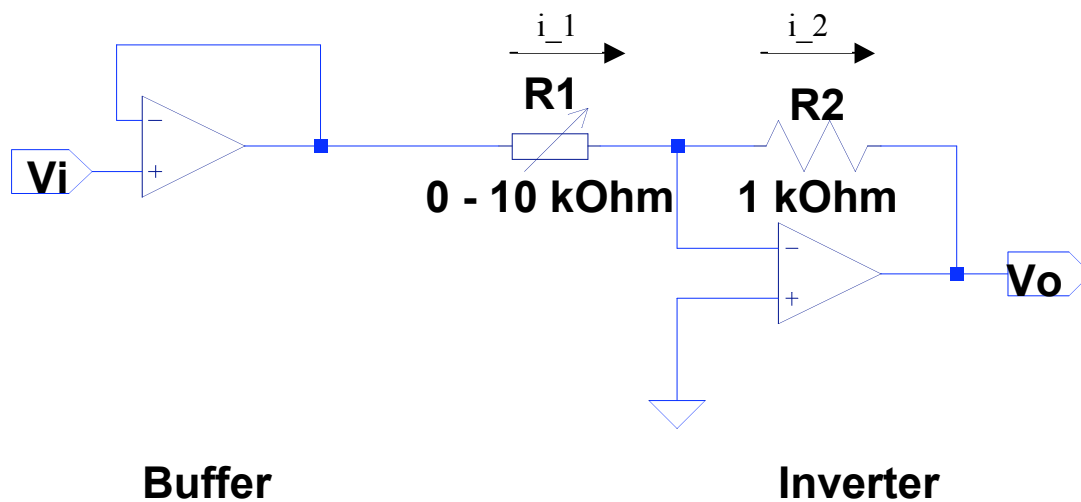 i_1
i_2
R1
R2
Vi
0 - 10 kOhm
1 kOhm
Vo
Buffer
Inverter